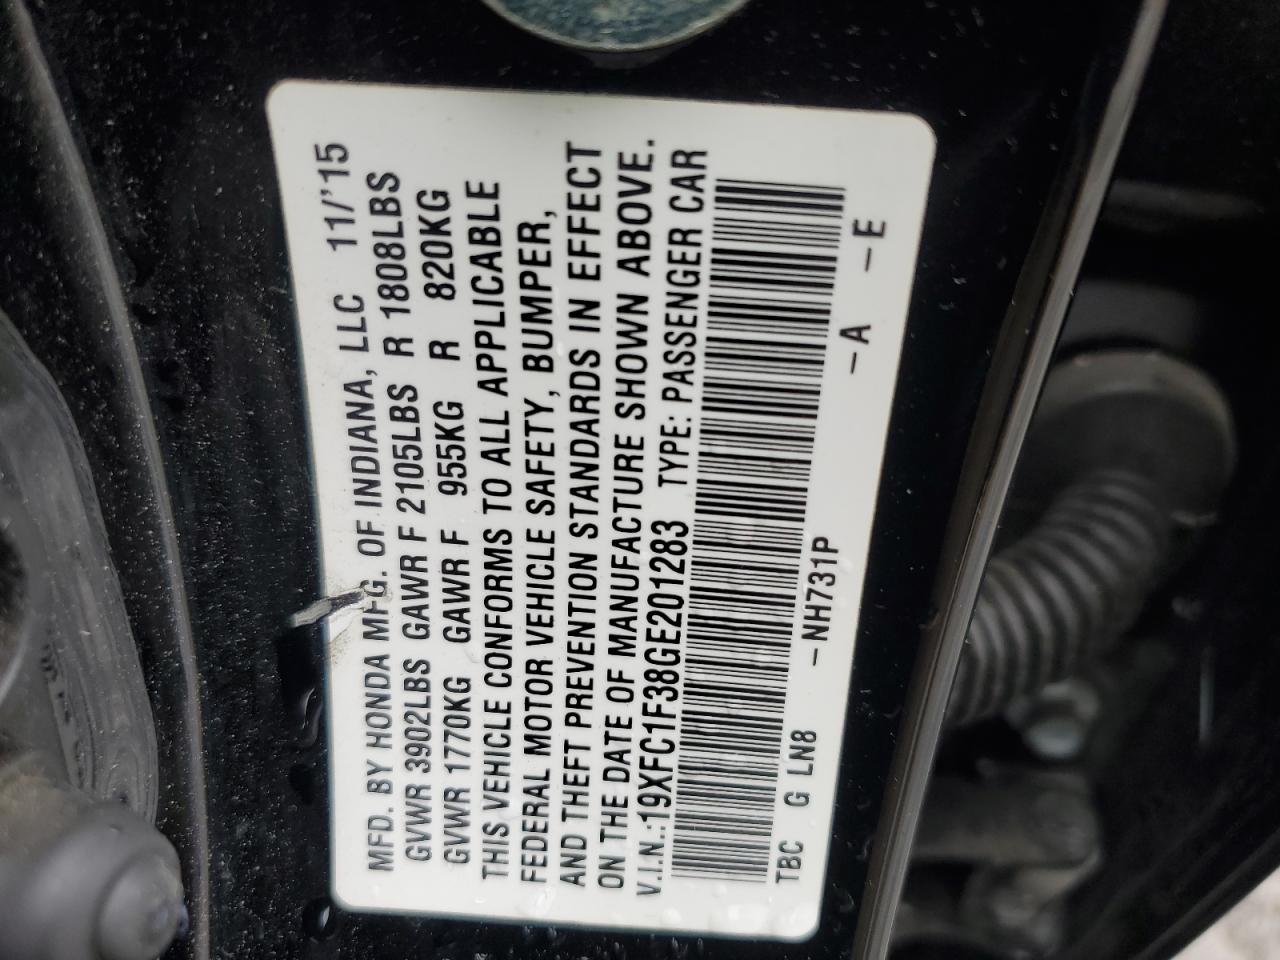 MFD. BY HONDA MFG. OF INDIANA, LLC 11/'15
GVWR 3902LBS GAWR F 2105LBS R 1808LBS
GVWR 1770KG GAWR F 955KG R 820KG
THIS VEHICLE CONFORMS TO ALL APPLICABLE
FEDERAL MOTOR VEHICLE SAFETY, BUMPER,
AND THEFT PREVENTION STANDARDS IN EFFECT
ON THE DATE OF MANUFACTURE SHOWN ABOVE.
V.I.N.:19XFC1F38GE201283 TYPE: PASSENGER CAR
TBC G LN8 -NH731P -A -E